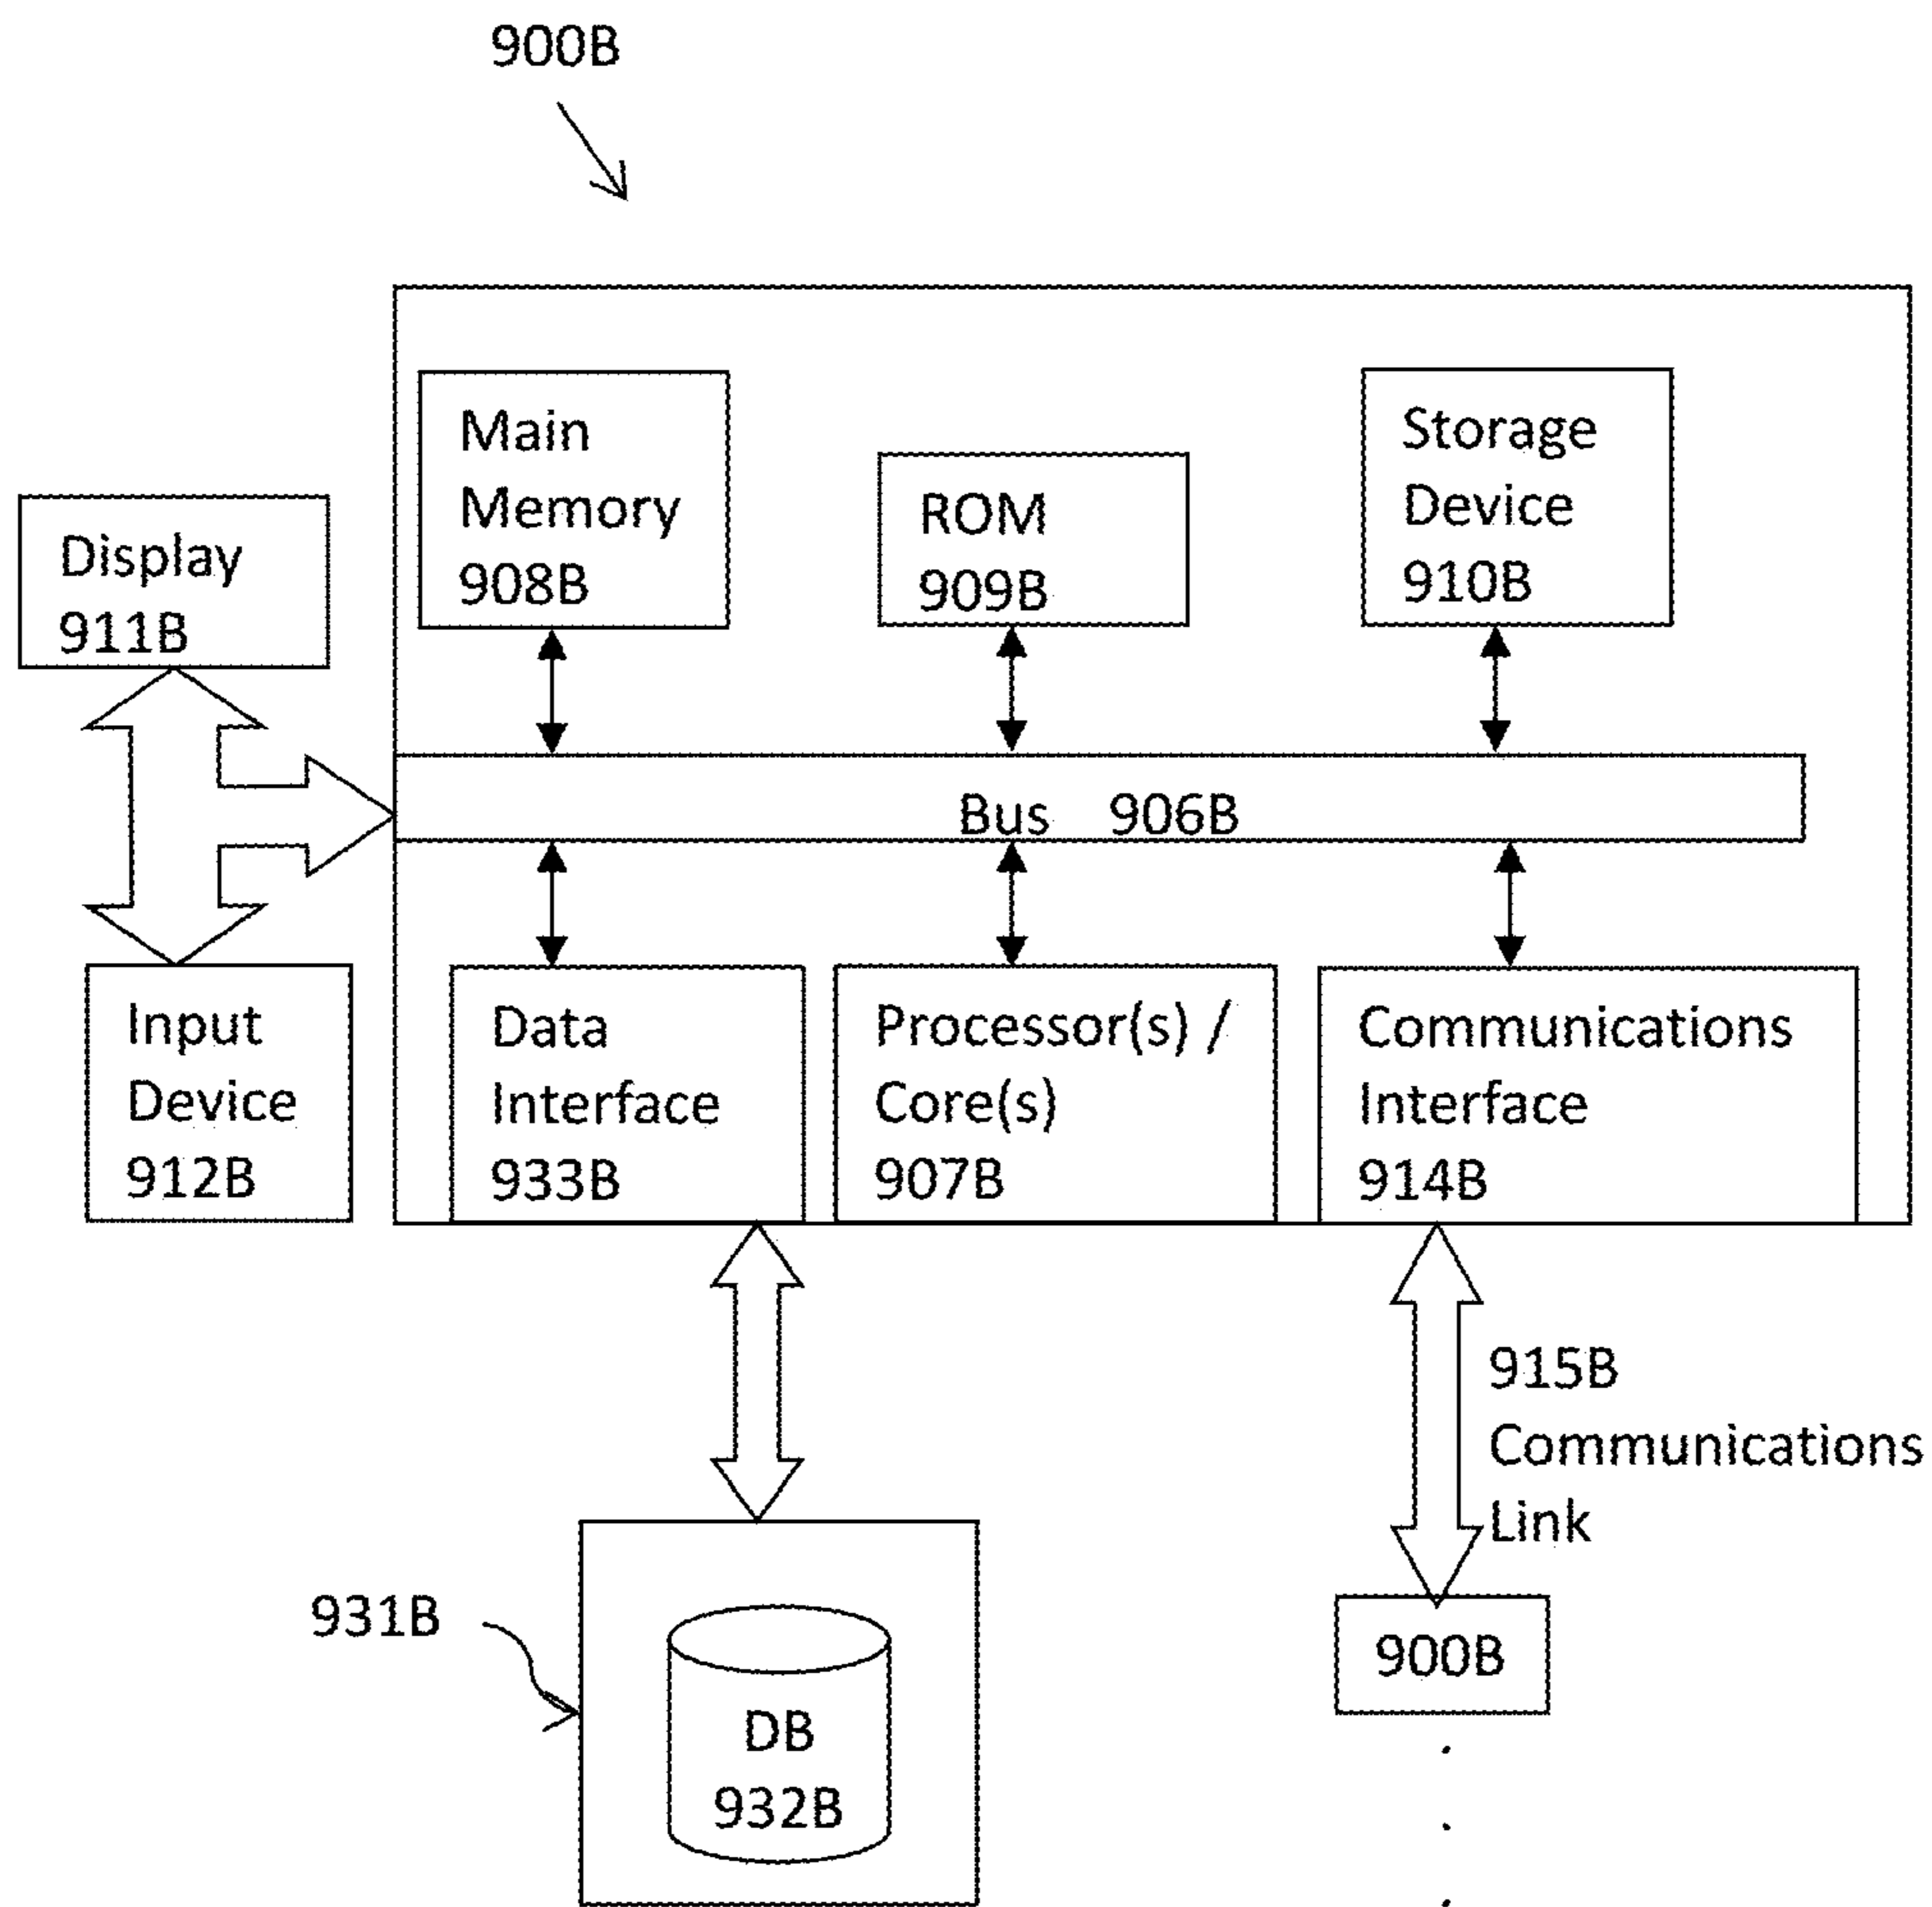 900B
Main
Memory
908B
ROM
909B
Storage
Device
910B
Display
911B
Bus 906B
Input
Device
912B
Data
Interface
933B
Processor(s) /
Core(s)
907B
Communications
Interface
914B
915B
Communications
Link
931B
DB
932B
900B